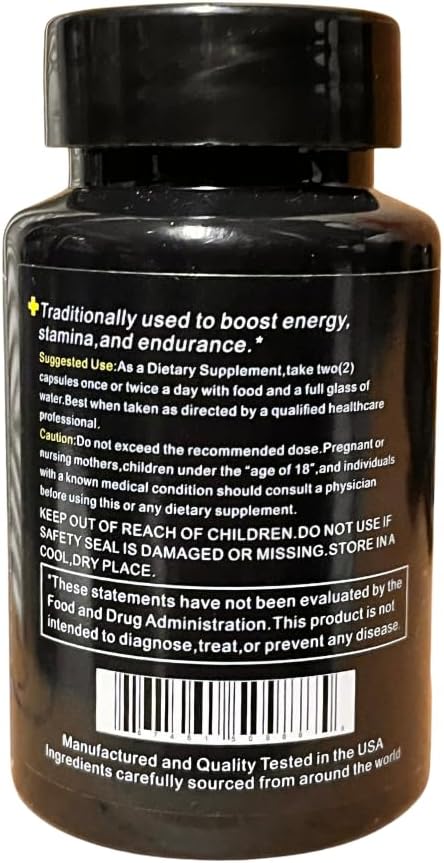 Traditionally used to boost energy,
stamina,and endurance.*
Suggested Use:As a Dietary Supplement,take two(2)
capsules once or twice a day with food and a full glass of
water.Best when taken as directed by a qualified healthcare
professional.
Caution:Do not exceed the recommended dose.Pregnant or
nursing mothers,children under the "age of 18",and individuals
with a known medical condition should consult a physician
before using this or any dietary supplement.
KEEP OUT OF REACH OF CHILDREN.DO NOT USE IF
SAFETY SEAL IS DAMAGED OR MISSING.STORE IN A
COOL,DRY PLACE.
*These statements have not been evaluated by the
Food and Drug Administration.This product is not
intended to diagnose,treat,or prevent any disease.
Manufactured and Quality Tested in the USA
Ingredients carefully sourced from around the world